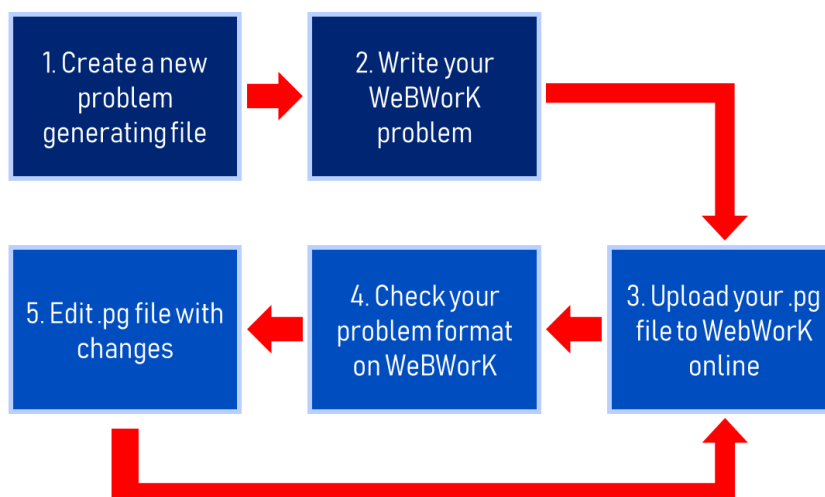 1. Create a new
problem
generating file
2. Write your
WeBWorK
problem
3. Upload your .pg
file to WebWorK
online
4. Check your
problem format
on WeBWorK
5. Edit .pg file with
changes